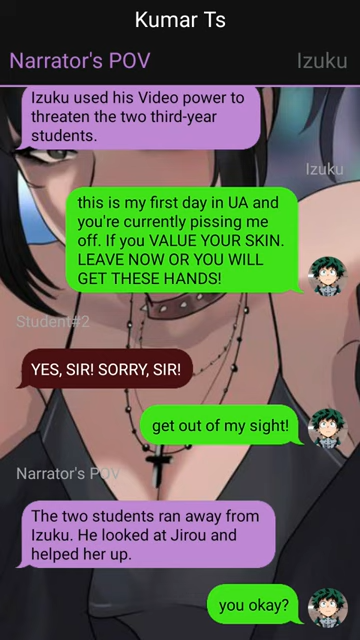 Kumar Ts
Narrator's POV
Izuku
Izuku used his Video power to
threaten the two third-year
students.
Izuku
this is my first day in UA and
you're currently pissing me
off. If you VALUE YOUR SKIN.
LEAVE NOW OR YOU WILL
GET THESE HANDS!
Student#2
YES, SIR! SORRY, SIR!
get out of my sight!
Narrator's POV
The two students ran away from
Izuku. He looked at Jirou and
helped her up.
you okay?